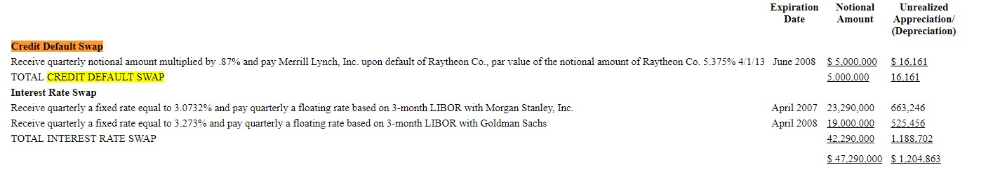 Expiration Notional Unrealized
Date Amount Appreciation/
(Depreciation)
Credit Default Swap
Receive quarterly notional amount multiplied by .87% and pay Merrill Lynch, Inc. upon default of Raytheon Co., par value of the notional amount of Raytheon Co. 5.375% 4/1/13 June 2008 $ 5,000,000 $ 16,161
TOTAL CREDIT DEFAULT SWAP 5,000,000 16,161
Interest Rate Swap
Receive quarterly a fixed rate equal to 3.0732% and pay quarterly a floating rate based on 3-month LIBOR with Morgan Stanley, Inc. April 2007 23,290,000 663,246
Receive quarterly a fixed rate equal to 3.273% and pay quarterly a floating rate based on 3-month LIBOR with Goldman Sachs April 2008 19,000,000 525,456
TOTAL INTEREST RATE SWAP 42,290,000 1,188,702
$ 47,290,000 $ 1,204,863